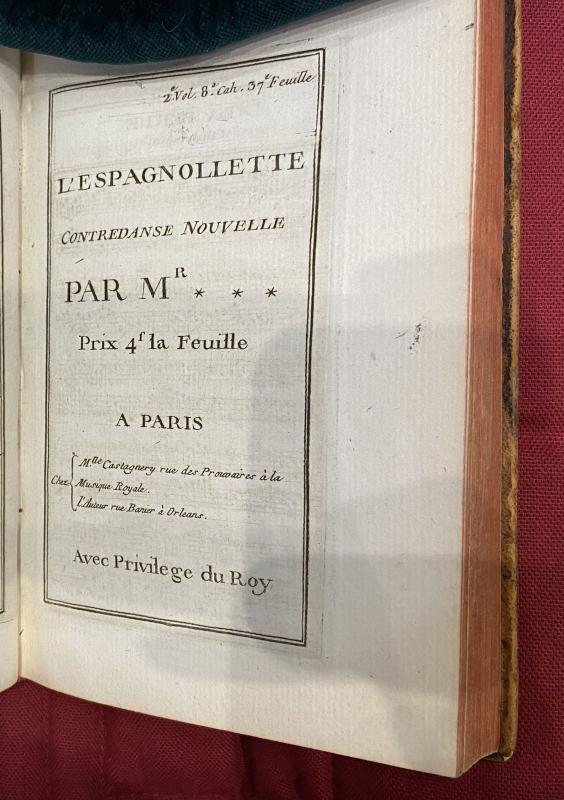 2.e Vol. 8.e Cah. 37.e Feuille
L'ESPAGNOLLETTE
CONTREDANSE NOUVELLE
PAR M.R * * *
Prix 4.f la Feuille
A PARIS
Chez
M.lle Castagnery rue des Prouvaires à la
Musique Royale.
l'Auteur rue Banier à Orleans.
Avec Privilege du Roy